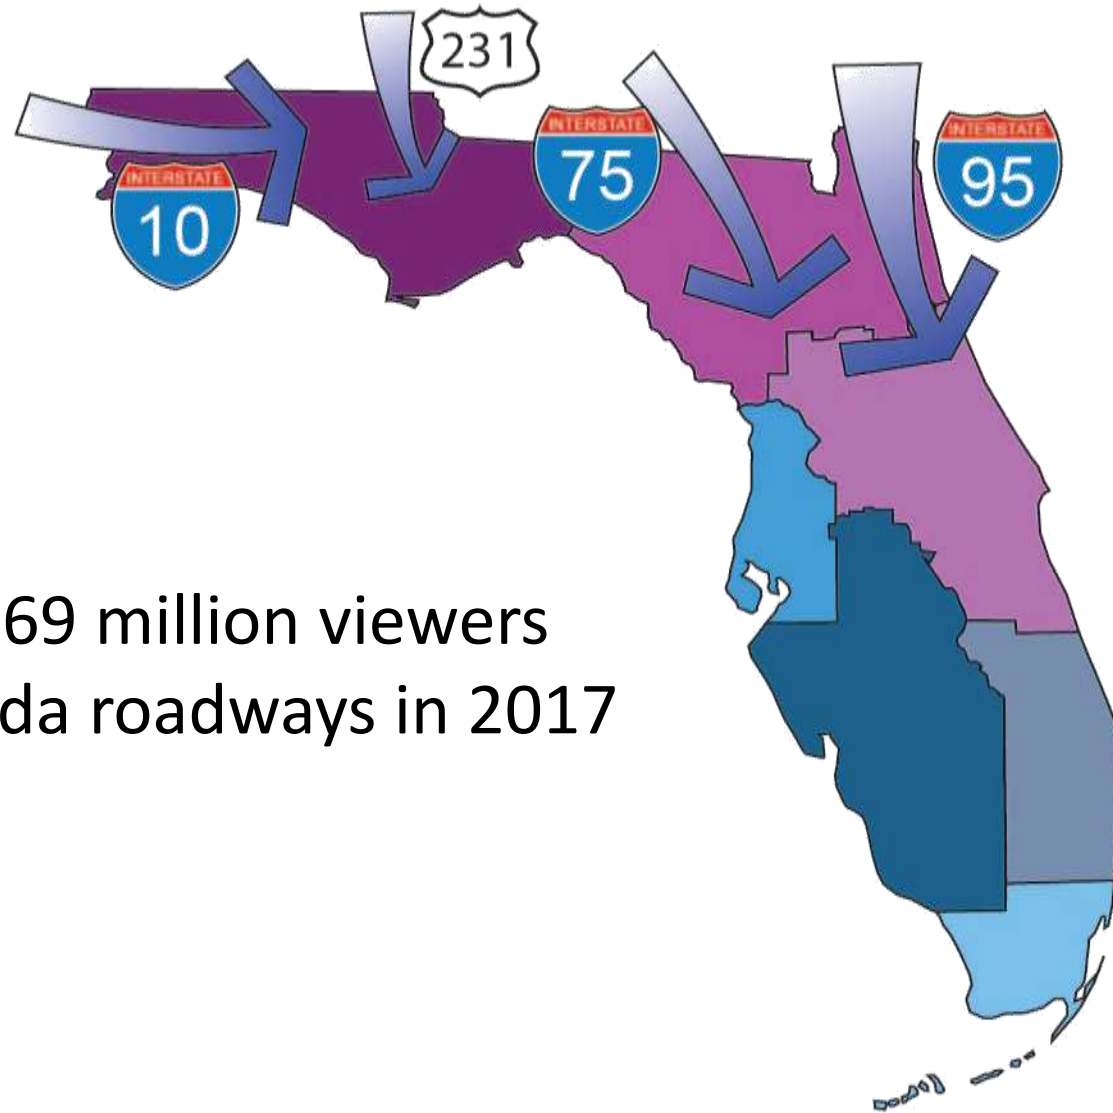 231
INTERSTATE
75
INTERSTATE
95
INTERSTATE
10
69 million viewers
da roadways in 2017